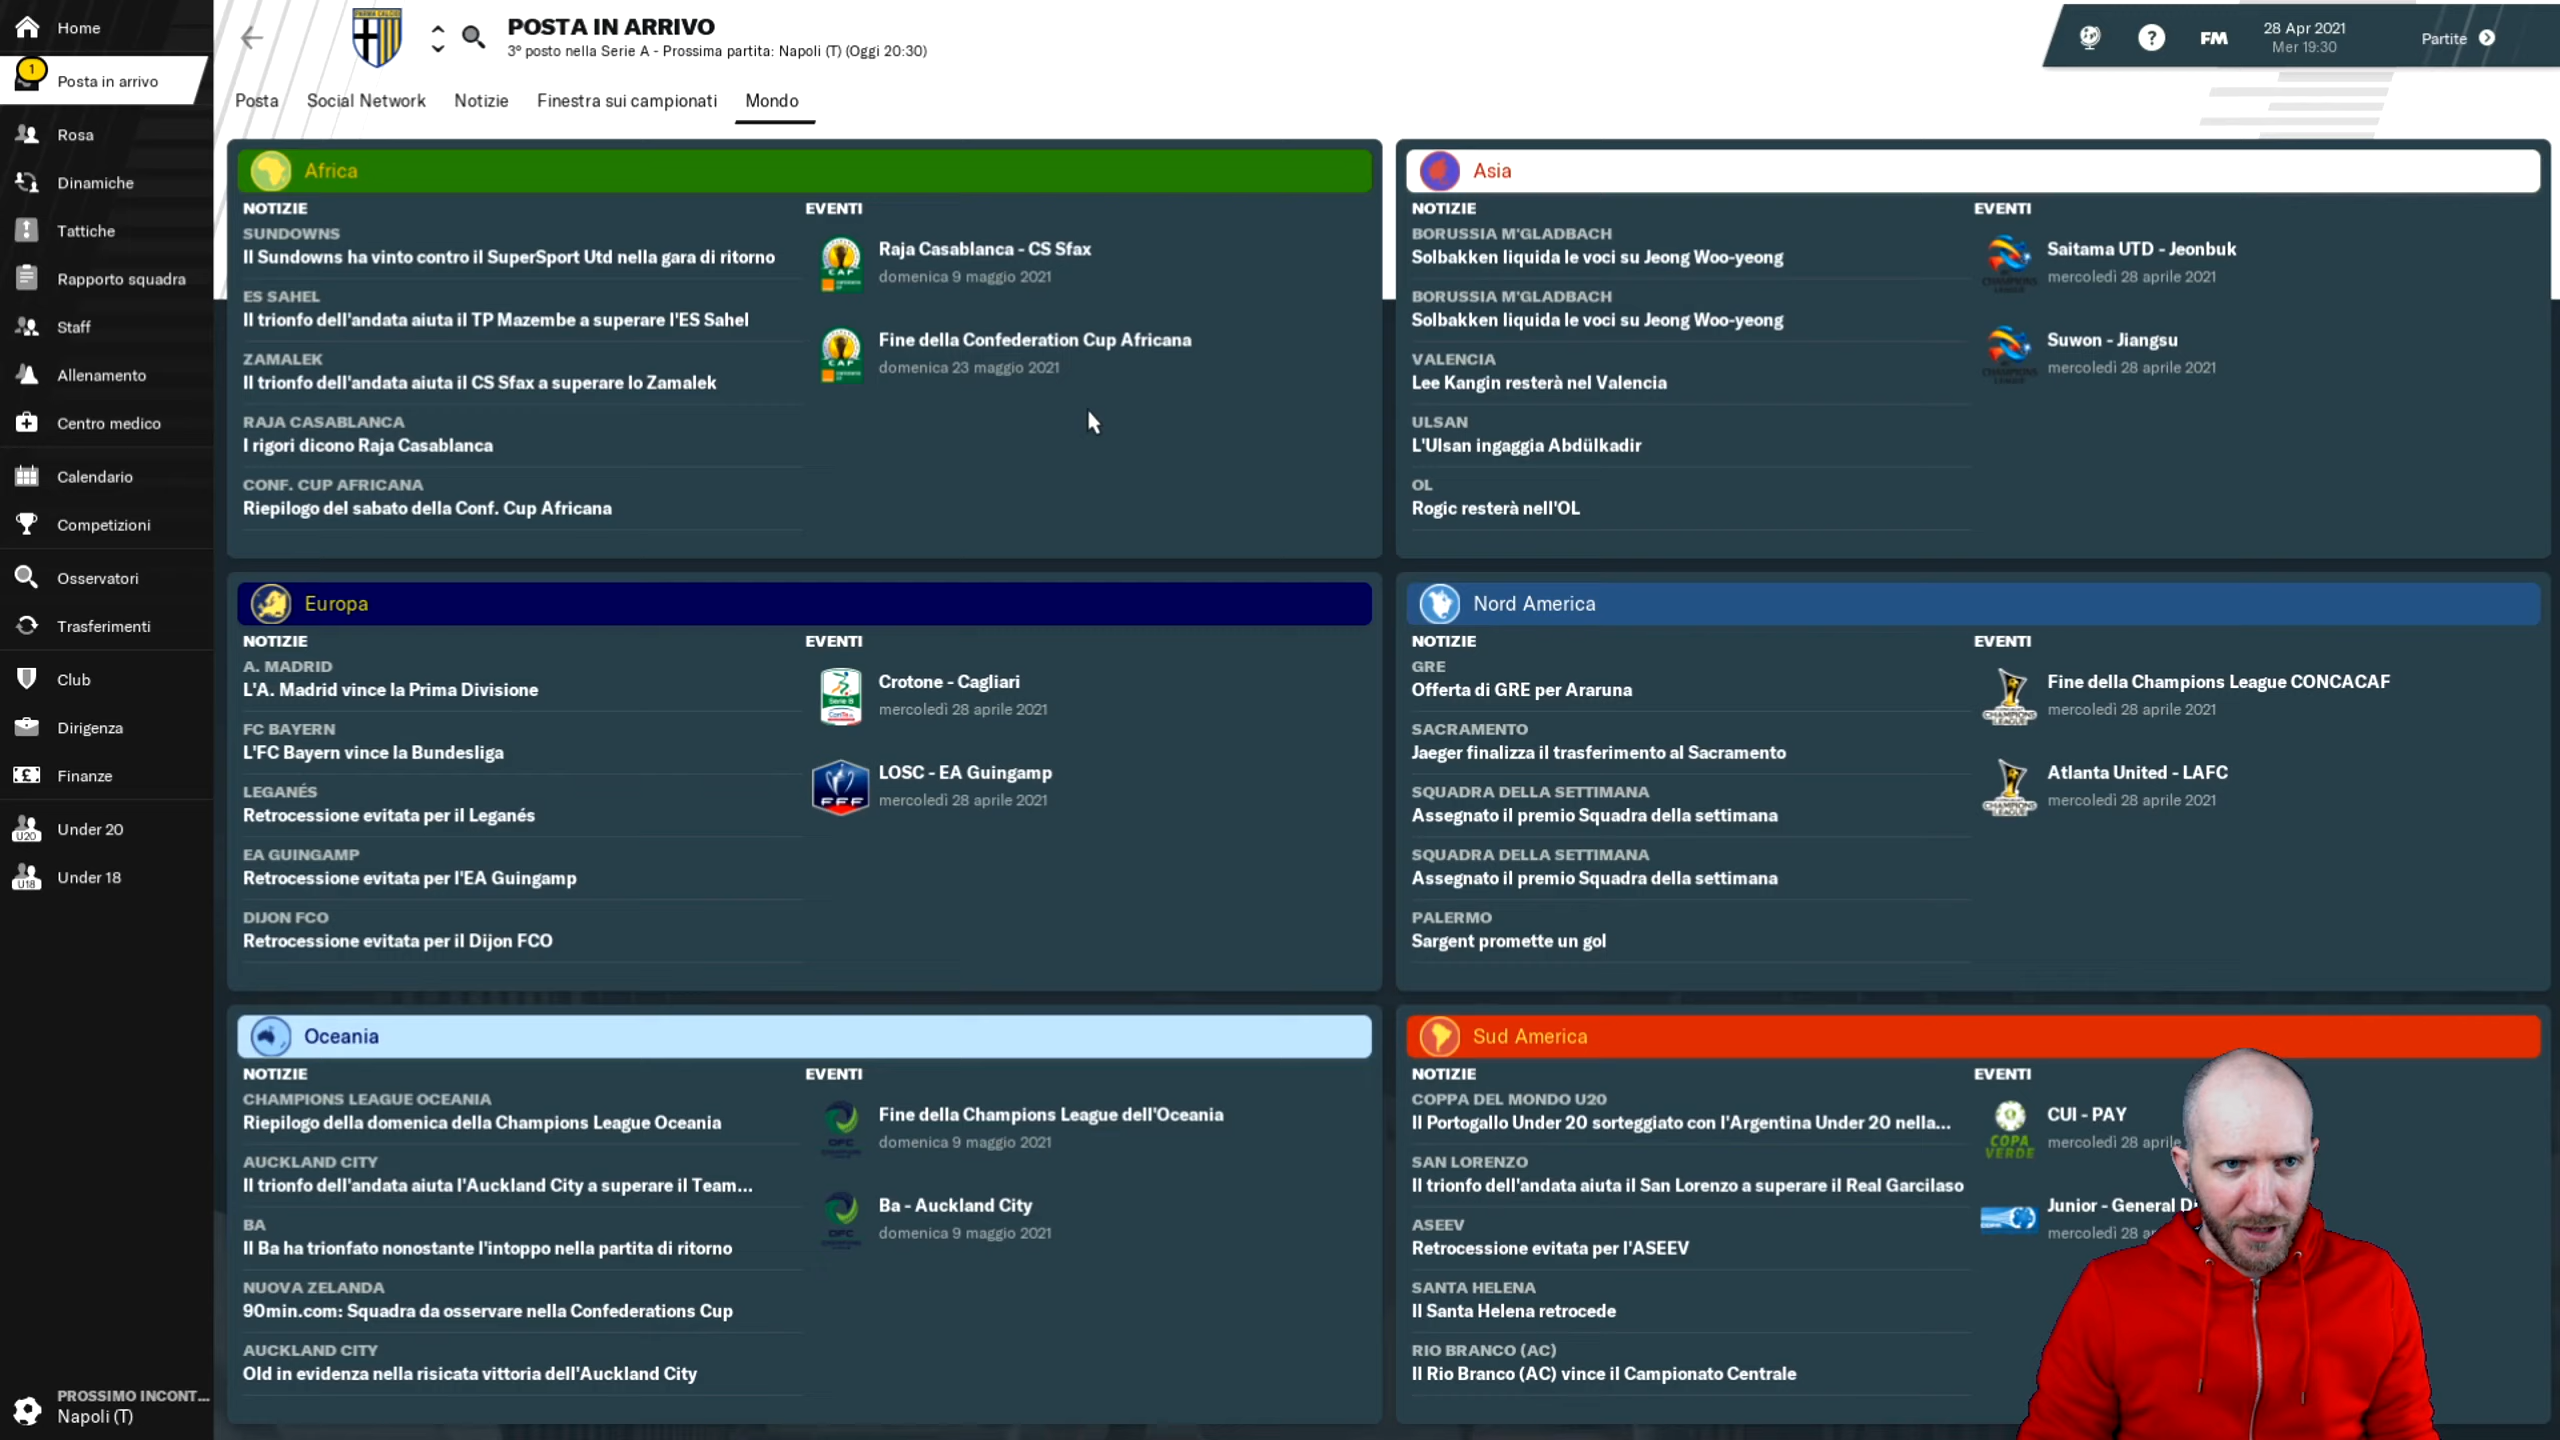 Home
Posta in arrivo
1
Rosa
Dinamiche
Tattiche
Rapporto squadra
Staff
Allenamento
Centro medico
Calendario
Competizioni
Osservatori
Trasferimenti
Club
Dirigenza
Finanze
U20
Under 20
U18
Under 18
PROSSIMO INCONT...
Napoli (T)
POSTA IN ARRIVO
3º posto nella Serie A - Prossima partita: Napoli (T) (Oggi 20:30)
FM
28 Apr 2021
Mer 19:30
Partite
Posta
Social Network
Notizie
Finestra sui campionati
Mondo
Africa
NOTIZIE
SUNDOWNS
Il Sundowns ha vinto contro il SuperSport Utd nella gara di ritorno
ES SAHEL
Il trionfo dell'andata aiuta il TP Mazembe a superare l'ES Sahel
ZAMALEK
Il trionfo dell'andata aiuta il CS Sfax a superare lo Zamalek
RAJA CASABLANCA
I rigori dicono Raja Casablanca
CONF. CUP AFRICANA
Riepilogo del sabato della Conf. Cup Africana
EVENTI
CAP
Raja Casablanca - CS Sfax
domenica 9 maggio 2021
CAP
Fine della Confederation Cup Africana
domenica 23 maggio 2021
Asia
NOTIZIE
BORUSSIA M'GLADBACH
Solbakken liquida le voci su Jeong Woo-yeong
BORUSSIA M'GLADBACH
Solbakken liquida le voci su Jeong Woo-yeong
VALENCIA
Lee Kangin resterà nel Valencia
ULSAN
L'Ulsan ingaggia Abdülkadir
OL
Rogic resterà nell'OL
EVENTI
Saitama UTD - Jeonbuk
mercoledì 28 aprile 2021
Suwon - Jiangsu
mercoledì 28 aprile 2021
Europa
NOTIZIE
A. MADRID
L'A. Madrid vince la Prima Divisione
FC BAYERN
L'FC Bayern vince la Bundesliga
LEGANÉS
Retrocessione evitata per il Leganés
EA GUINGAMP
Retrocessione evitata per l'EA Guingamp
DIJON FCO
Retrocessione evitata per il Dijon FCO
EVENTI
Crotone - Cagliari
mercoledì 28 aprile 2021
FFF
LOSC - EA Guingamp
mercoledì 28 aprile 2021
Nord America
NOTIZIE
GRE
Offerta di GRE per Araruna
SACRAMENTO
Jaeger finalizza il trasferimento al Sacramento
SQUADRA DELLA SETTIMANA
Assegnato il premio Squadra della settimana
SQUADRA DELLA SETTIMANA
Assegnato il premio Squadra della settimana
PALERMO
Sargent promette un gol
EVENTI
Fine della Champions League CONCACAF
mercoledì 28 aprile 2021
Atlanta United - LAFC
mercoledì 28 aprile 2021
Oceania
NOTIZIE
CHAMPIONS LEAGUE OCEANIA
Riepilogo della domenica della Champions League Oceania
AUCKLAND CITY
Il trionfo dell'andata aiuta l'Auckland City a superare il Team...
BA
Il Ba ha trionfato nonostante l'intoppo nella partita di ritorno
NUOVA ZELANDA
90min.com: Squadra da osservare nella Confederations Cup
AUCKLAND CITY
Old in evidenza nella risicata vittoria dell'Auckland City
EVENTI
Fine della Champions League dell'Oceania
domenica 9 maggio 2021
Ba - Auckland City
domenica 9 maggio 2021
Sud America
NOTIZIE
COPPA DEL MONDO U20
Il Portogallo Under 20 sorteggiato con l'Argentina Under 20 nella...
SAN LORENZO
Il trionfo dell'andata aiuta il San Lorenzo a superare il Real Garcilaso
ASEEV
Retrocessione evitata per l'ASEEV
SANTA HELENA
Il Santa Helena retrocede
RIO BRANCO (AC)
Il Rio Branco (AC) vince il Campionato Centrale
EVENTI
COPA
VERDE
CUI - PAY
mercoledì 28 aprile
Junior - General
mercoledì 28